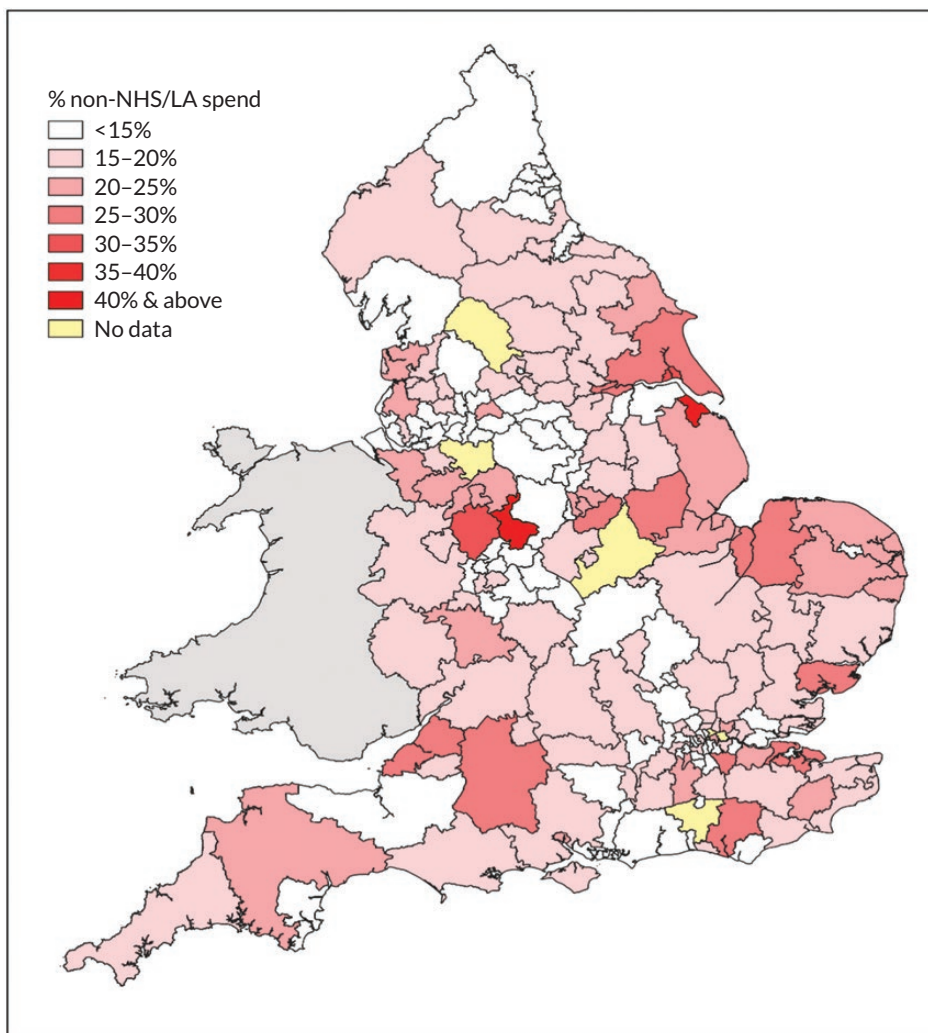 % non-NHS/LA spend
<15%
15–20%
20–25%
25–30%
30–35%
35–40%
40% & above
No data